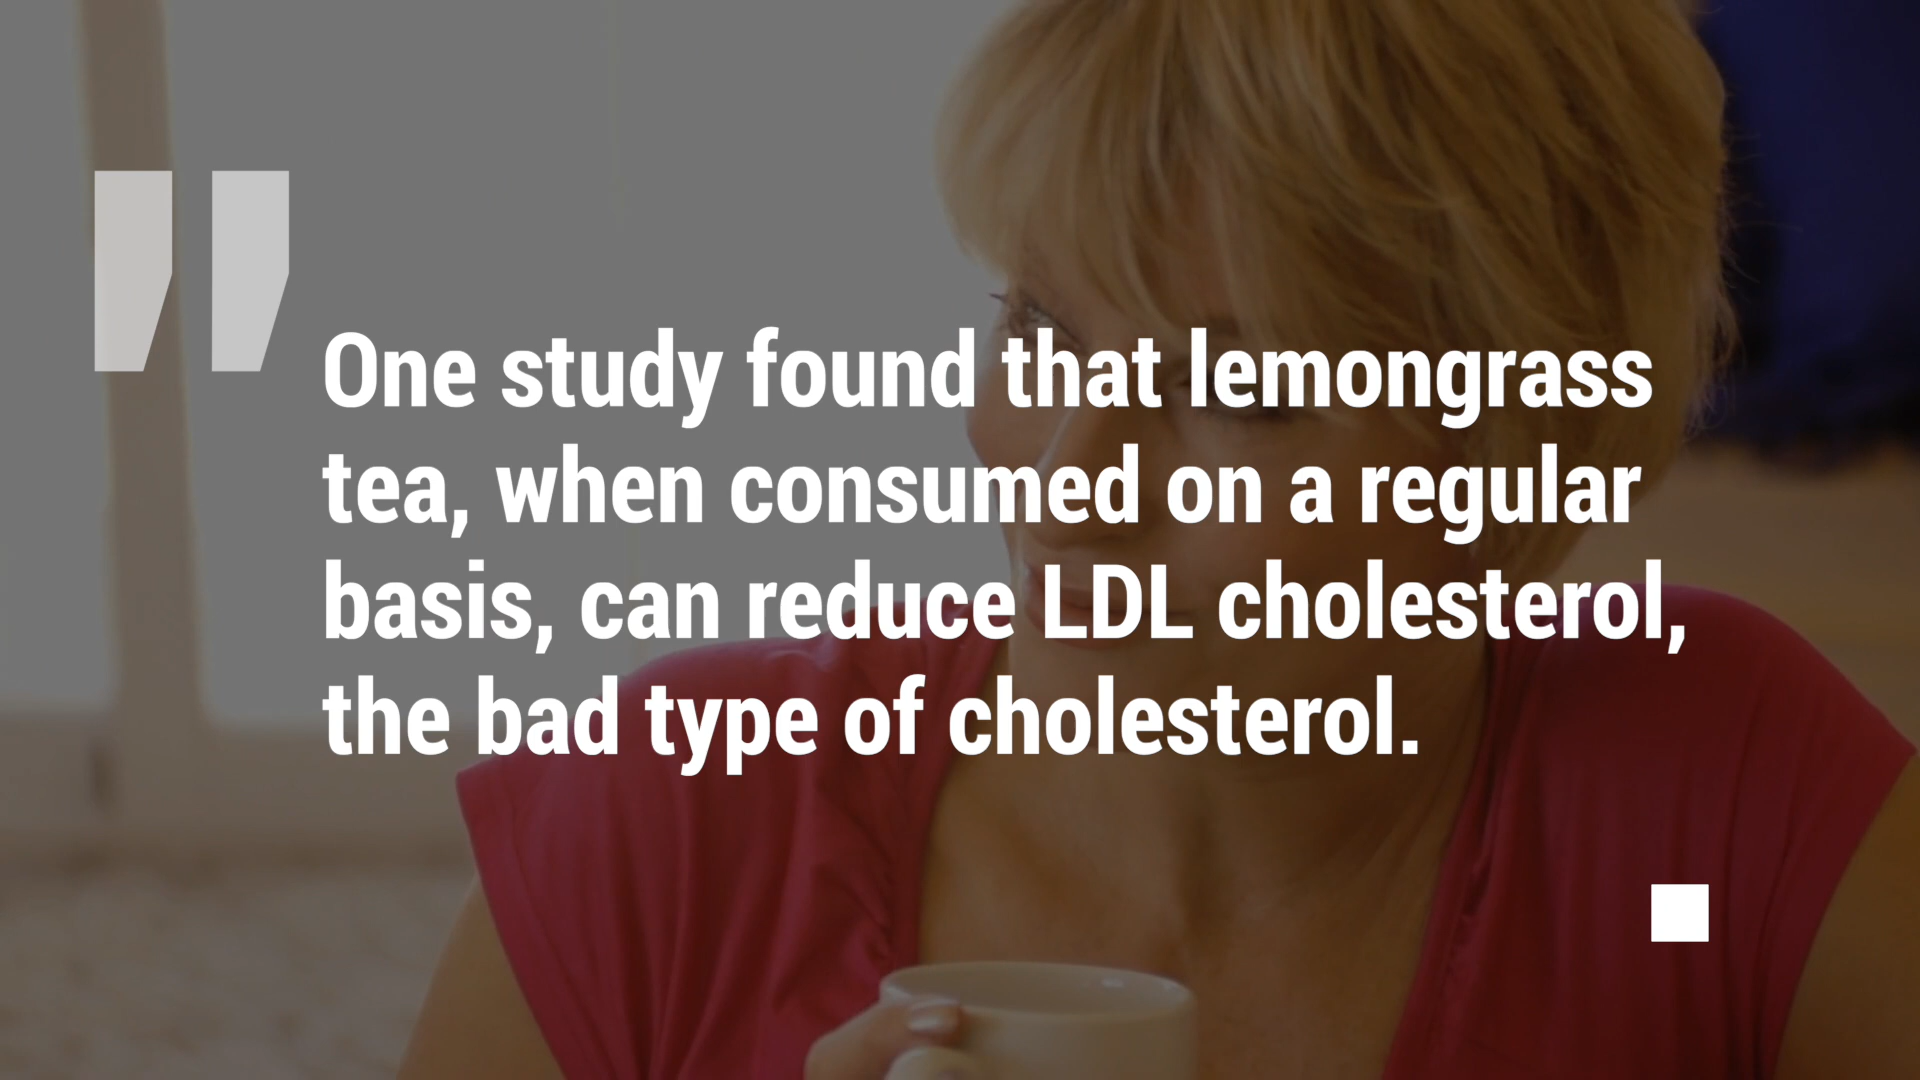 One study found that lemongrass
tea, when consumed on a regular
basis, can reduce LDL cholesterol,
the bad type of cholesterol.